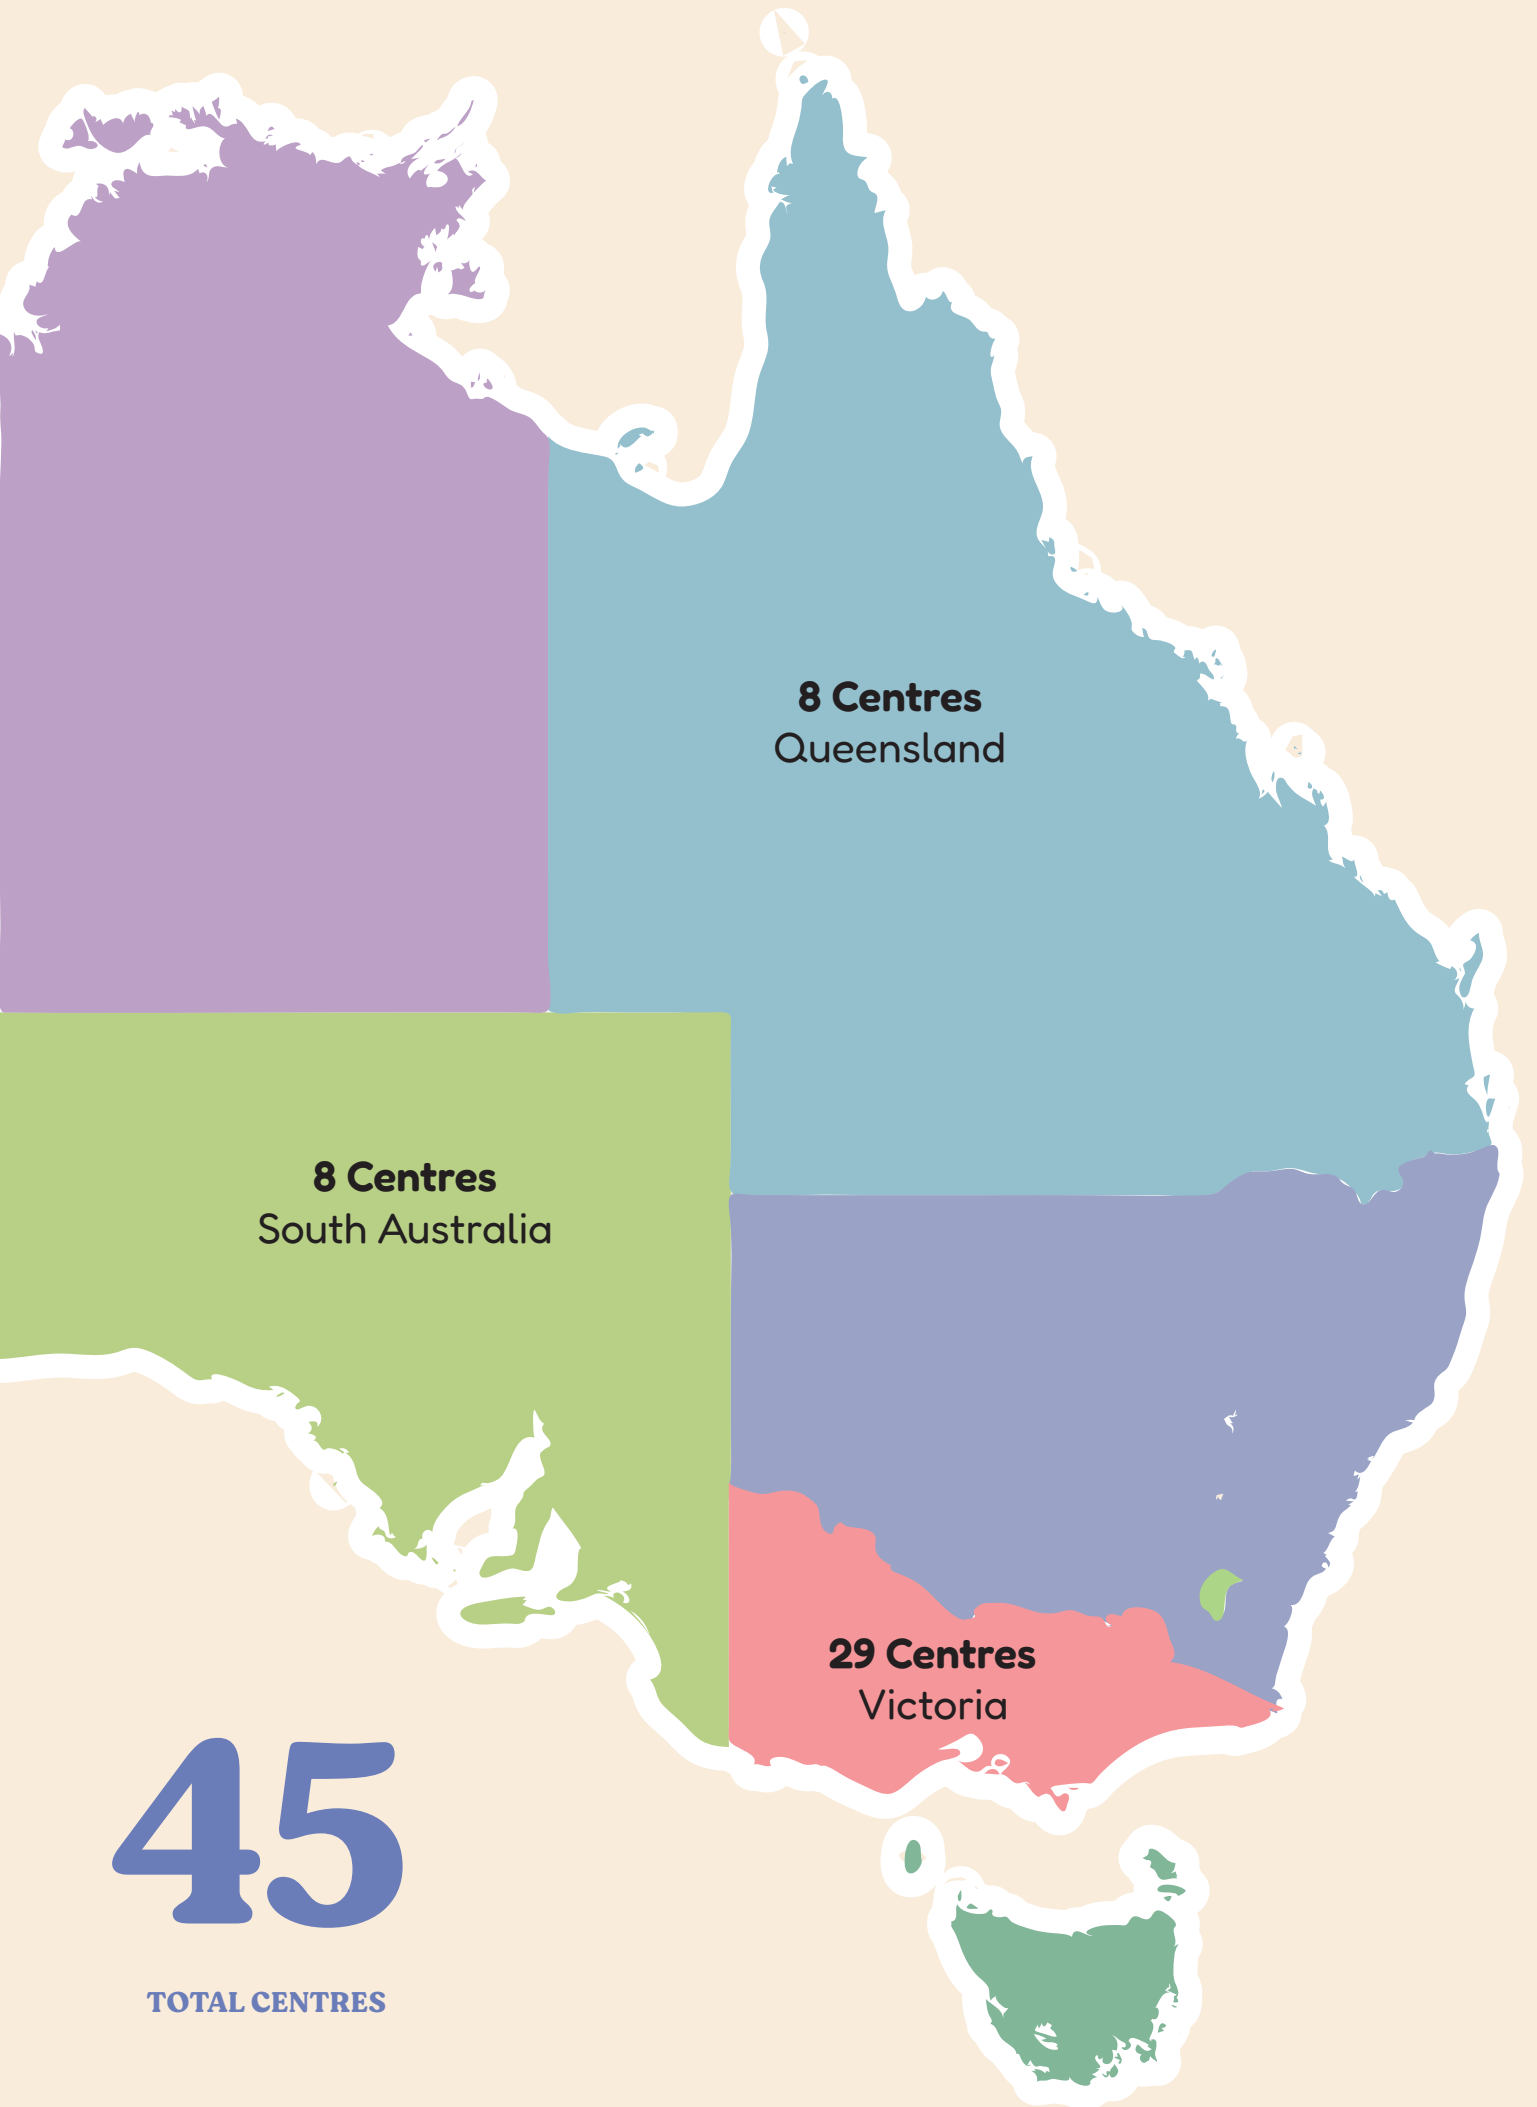 8 Centres
Queensland
8 Centres
South Australia
29 Centres
Victoria
45
TOTAL CENTRES